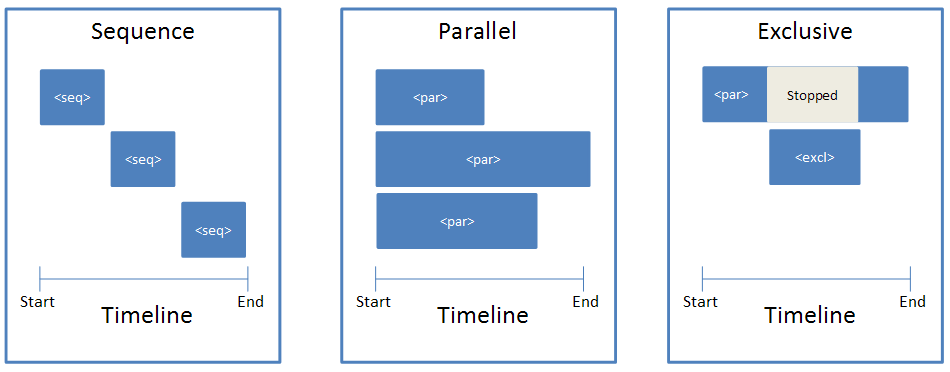 Sequence
<seq>
<seq>
<seq>
Start
End
Timeline
Parallel
<par>
<par>
<par>
Start
End
Timeline
Exclusive
<par>
Stopped
<excl>
Start
End
Timeline